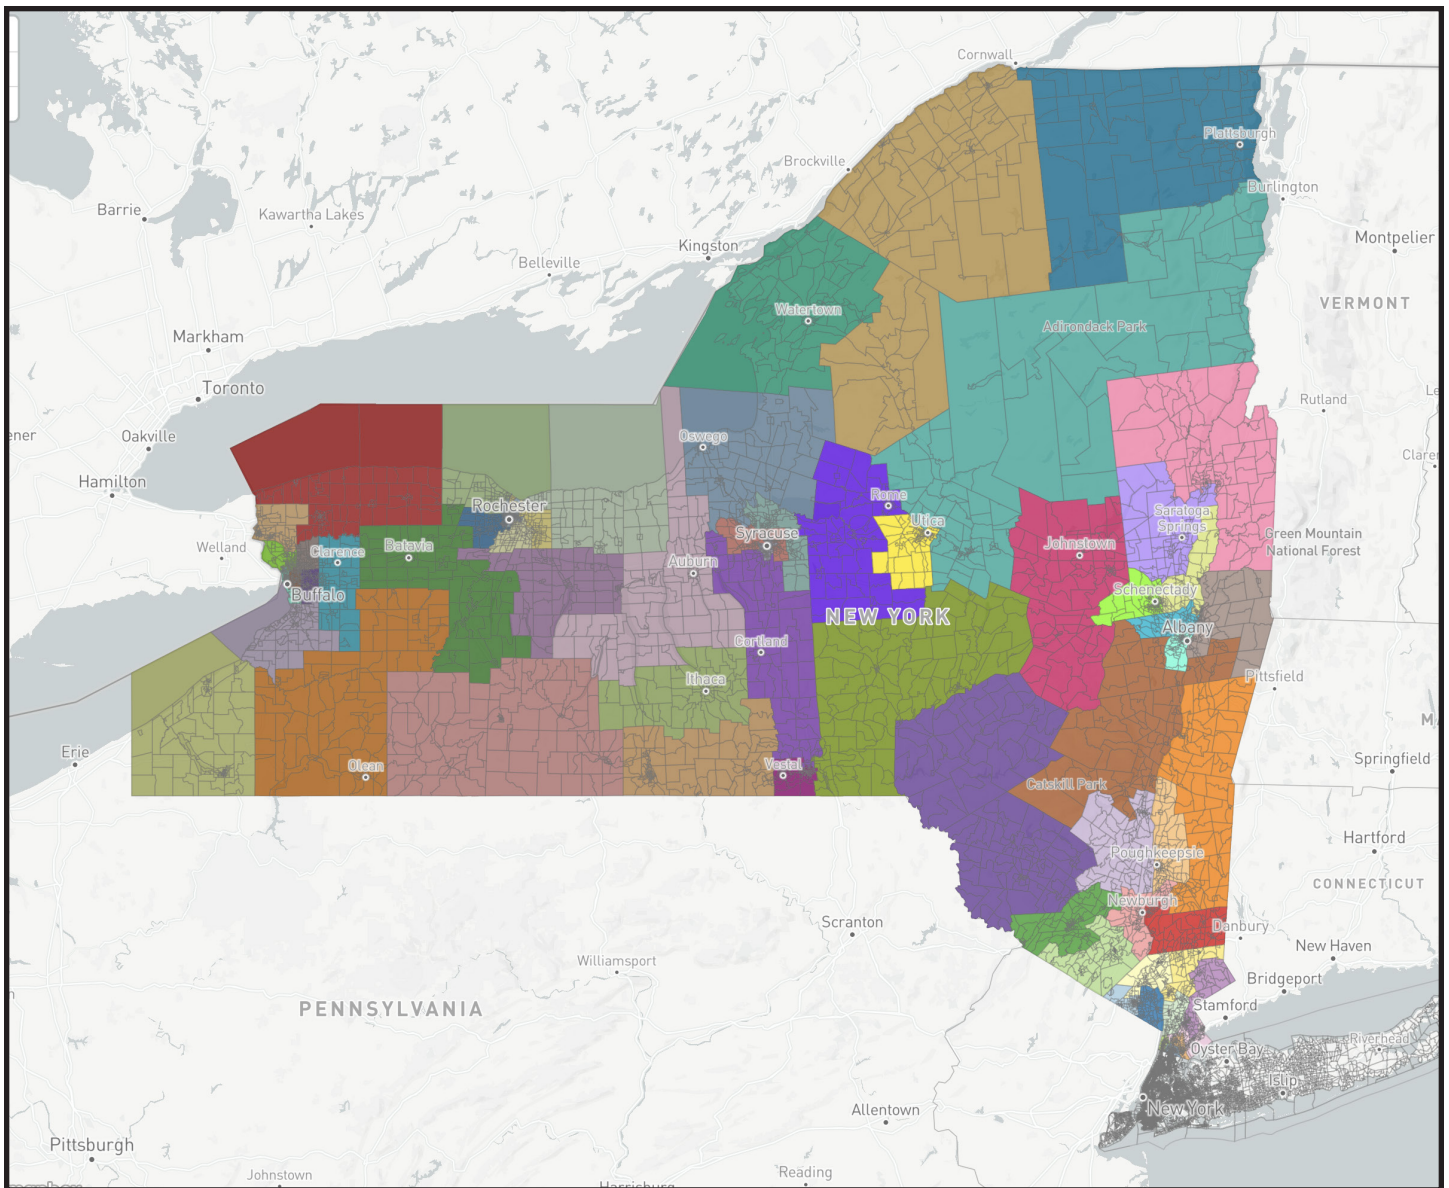 Cornwall
Plattsburgh
Brockville
Burlington
Barrie
Kawartha Lakes
Kingston
Montpelier
Belleville
VERMONT
Watertown
Adirondack Park
Markham
Toronto
Rutland
Oakville
Oswego
Hamilton
Rochester
Rome
Saratoga
Springs
Utica
Syracuse
Green Mountain
National Forest
Welland
Clarence
Batavia
Johnstown
Auburn
Schenectady
Buffalo
NEW YORK
Albany
Cortland
Ithaca
Pittsfield
Erie
Olean
Vestal
Springfield
Catskill Park
Hartford
Poughkeepsie
CONNECTICUT
Newburgh
Scranton
Danbury
New Haven
Williamsport
Bridgeport
PENNSYLVANIA
Stamford
Oyster Bay
Riverhead
Islip
Allentown
New York
Pittsburgh
Johnstown
Reading